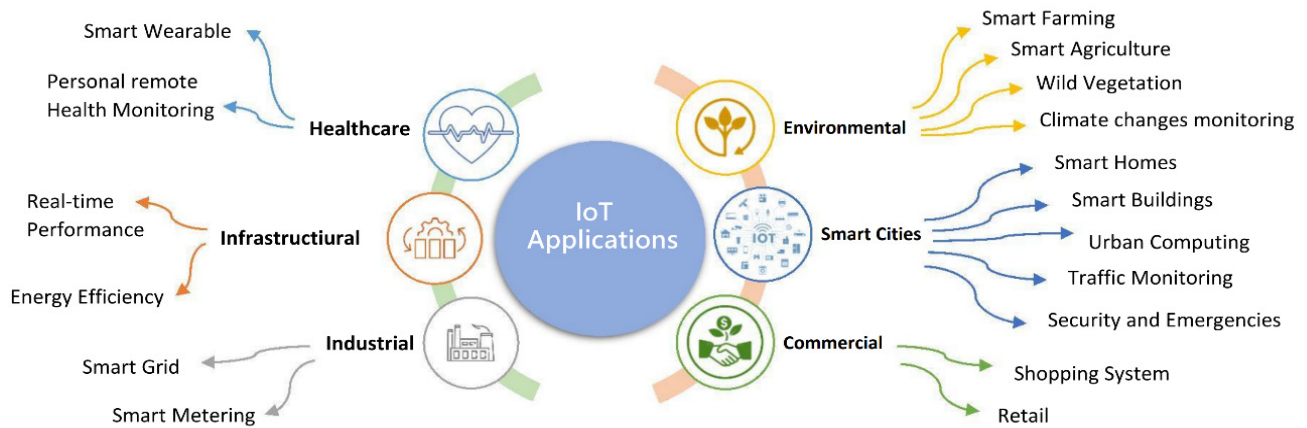 Smart Wearable
Personal remote
Health Monitoring
Healthcare
Real-time
Performance
Infrastructiural
Energy Efficiency
Industrial
Smart Grid
Smart Metering
IoT
Applications
Smart Farming
Smart Agriculture
Wild Vegetation
Climate changes monitoring
Environmental
Smart Homes
Smart Buildings
Urban Computing
Traffic Monitoring
Security and Emergencies
IOT
Smart Cities
$
Commercial
Shopping System
Retail